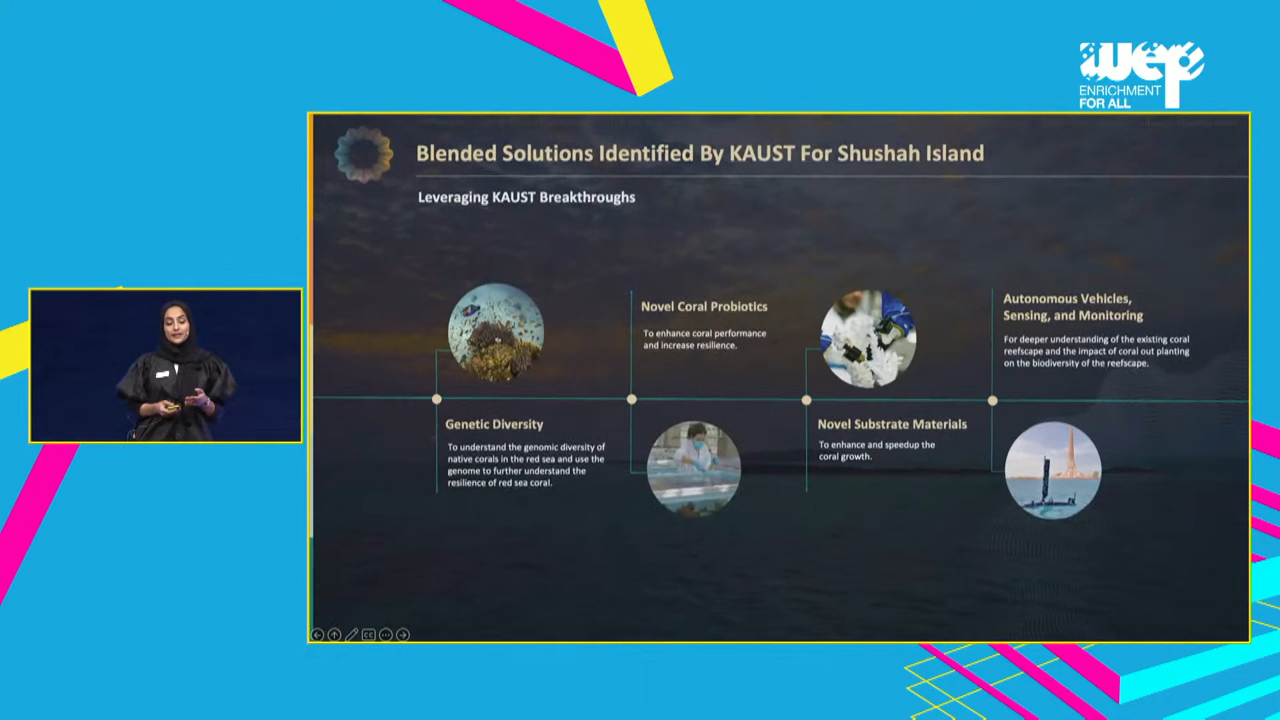 wep
ENRICHMENT
FOR ALL
Blended Solutions Identified By KAUST For Shushah Island
Leveraging KAUST Breakthroughs
Genetic Diversity
To understand the genomic diversity of
native corals in the red sea and use the
genome to further understand the
resilience of red sea coral.
Novel Coral Probiotics
To enhance coral performance
and increase resilience.
Novel Substrate Materials
To enhance and speedup the
coral growth.
Autonomous Vehicles,
Sensing, and Monitoring
For deeper understanding of the existing coral
reefscape and the impact of coral out planting
on the biodiversity of the reefscape.
CC